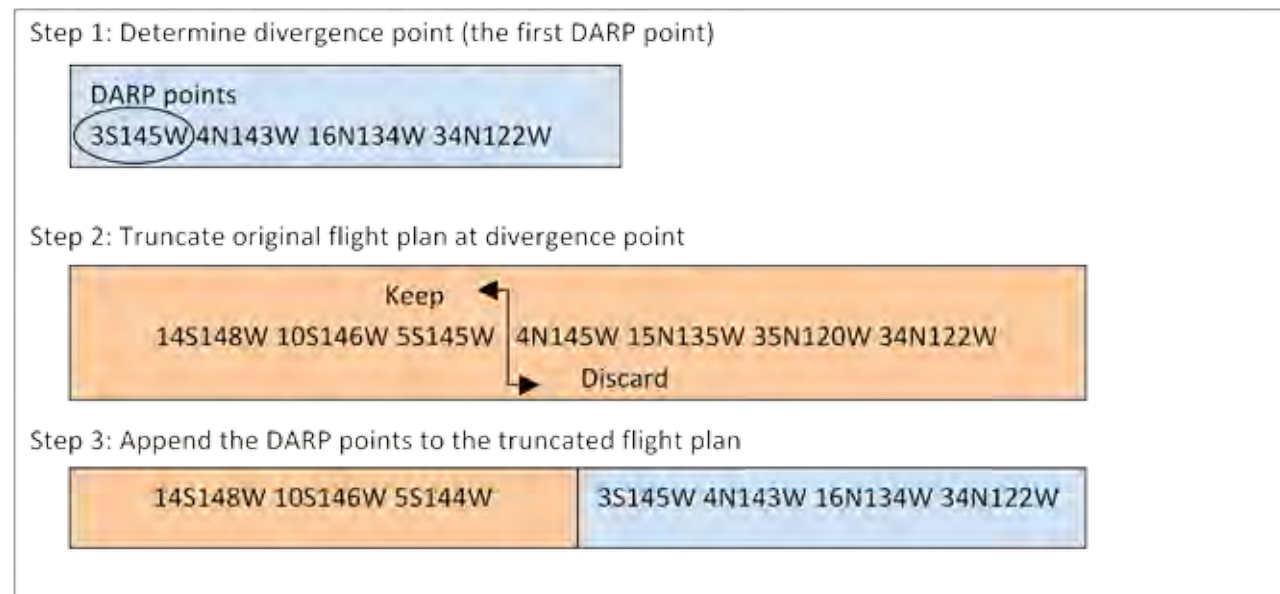 Step 1: Determine divergence point (the first DARP point)
DARP points
3S145W 4N143W 16N134W 34N122W
Step 2: Truncate original flight plan at divergence point
Keep
14S148W 10S146W 5S145W 4N145W 15N135W 35N120W 34N122W
Discard
Step 3: Append the DARP points to the truncated flight plan
14S148W 10S146W 5S144W 3S145W 4N143W 16N134W 34N122W